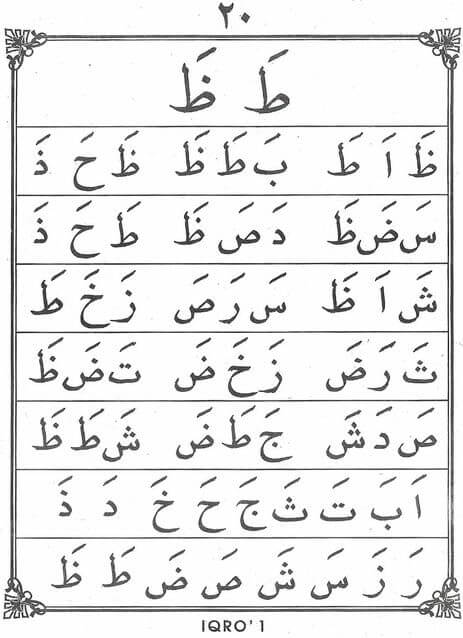 ٢٠
طَ ظَ
ظَ اَ طَ بَ طَ ظَ ظَ حَ ذَ
سَ ضَ ظَ دَ صَ ظَ طَ حَ ذَ
شَ اَ ظَ سَ رَ صَ زَ خَ طَ
ثَ رَ ضَ زَ خَ ضَ تَ ضَ ظَ
صَ دَ شَ جَ طَ ضَ شَ طَ ظَ
اَ بَ تَ ثَ جَ حَ خَ دَ ذَ
رَ زَ سَ شَ صَ ضَ طَ ظَ
IQRO' 1